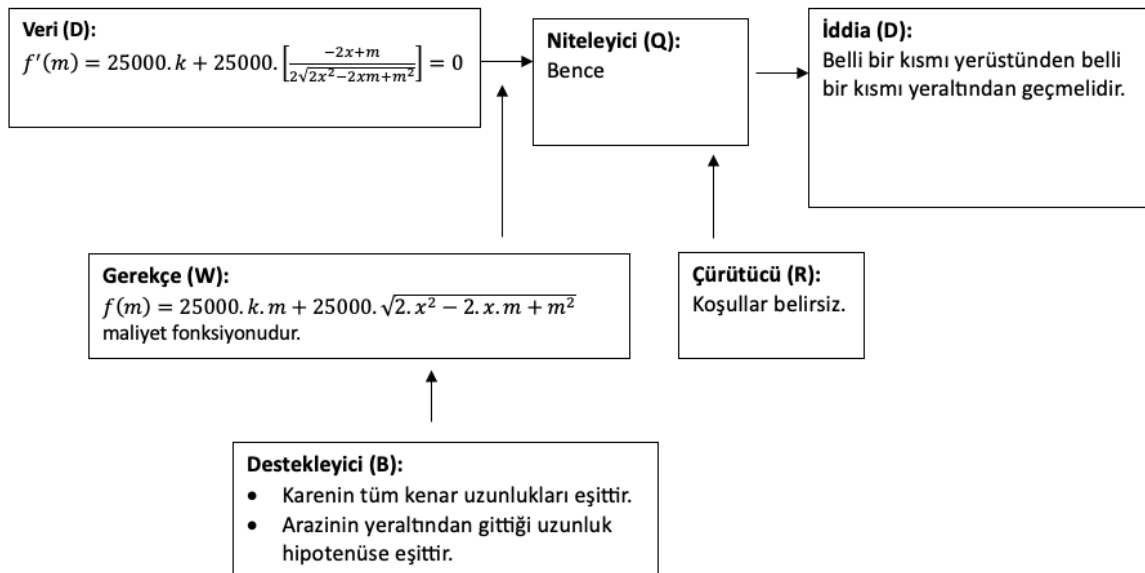 Veri (D):
f′(m) = 25000. k + 25000. [(-2x+m)/(2√(2x²-2xm+m²))] = 0
Niteleyici (Q):
Bence
İddia (D):
Belli bir kısmı yerüstünden belli
bir kısmı yeraltından geçmelidir.
Gerekçe (W):
f(m) = 25000. k. m + 25000. √(2. x² − 2. x. m + m²)
maliyet fonksiyonudur.
Çürütücü (R):
Koşullar belirsiz.
Destekleyici (B):
• Karenin tüm kenar uzunlukları eşittir.
• Arazinin yeraltından gittiği uzunluk
hipotenüse eşittir.